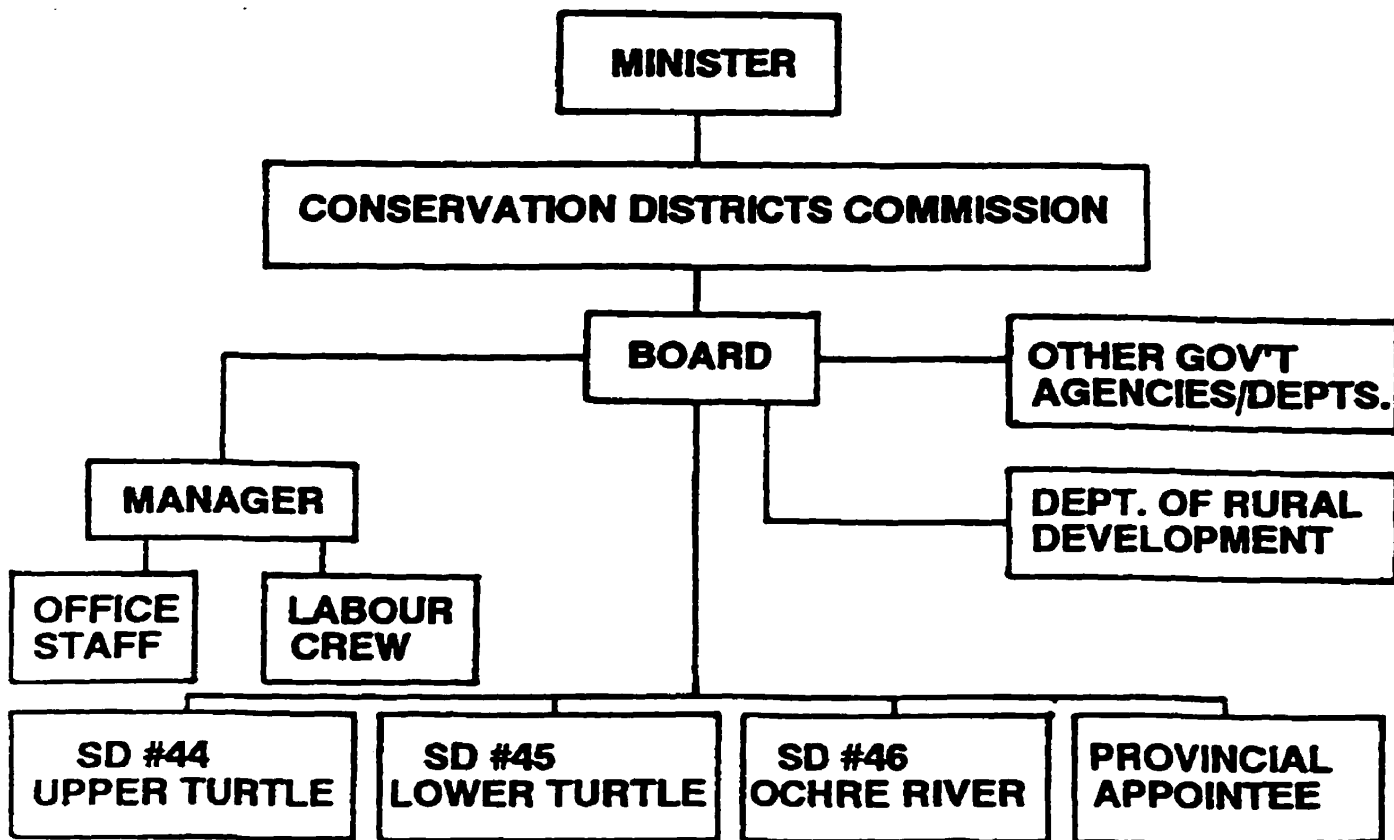 MINISTER
CONSERVATION DISTRICTS COMMISSION
BOARD
OTHER GOV'T
AGENCIES/DEPTS.
MANAGER
DEPT. OF RURAL
DEVELOPMENT
OFFICE
STAFF
LABOUR
CREW
SD #44
UPPER TURTLE
SD #45
LOWER TURTLE
SD #46
OCHRE RIVER
PROVINCIAL
APPOINTEE